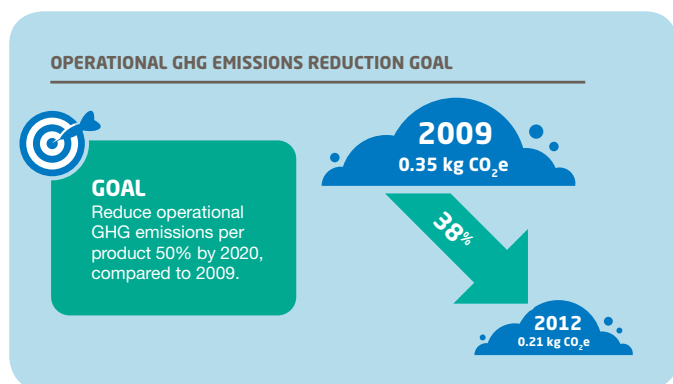 OPERATIONAL GHG EMISSIONS REDUCTION GOAL
GOAL
Reduce operational
GHG emissions per
product 50% by 2020,
compared to 2009.
2009
0.35 kg CO₂e
38%
2012
0.21 kg CO₂e